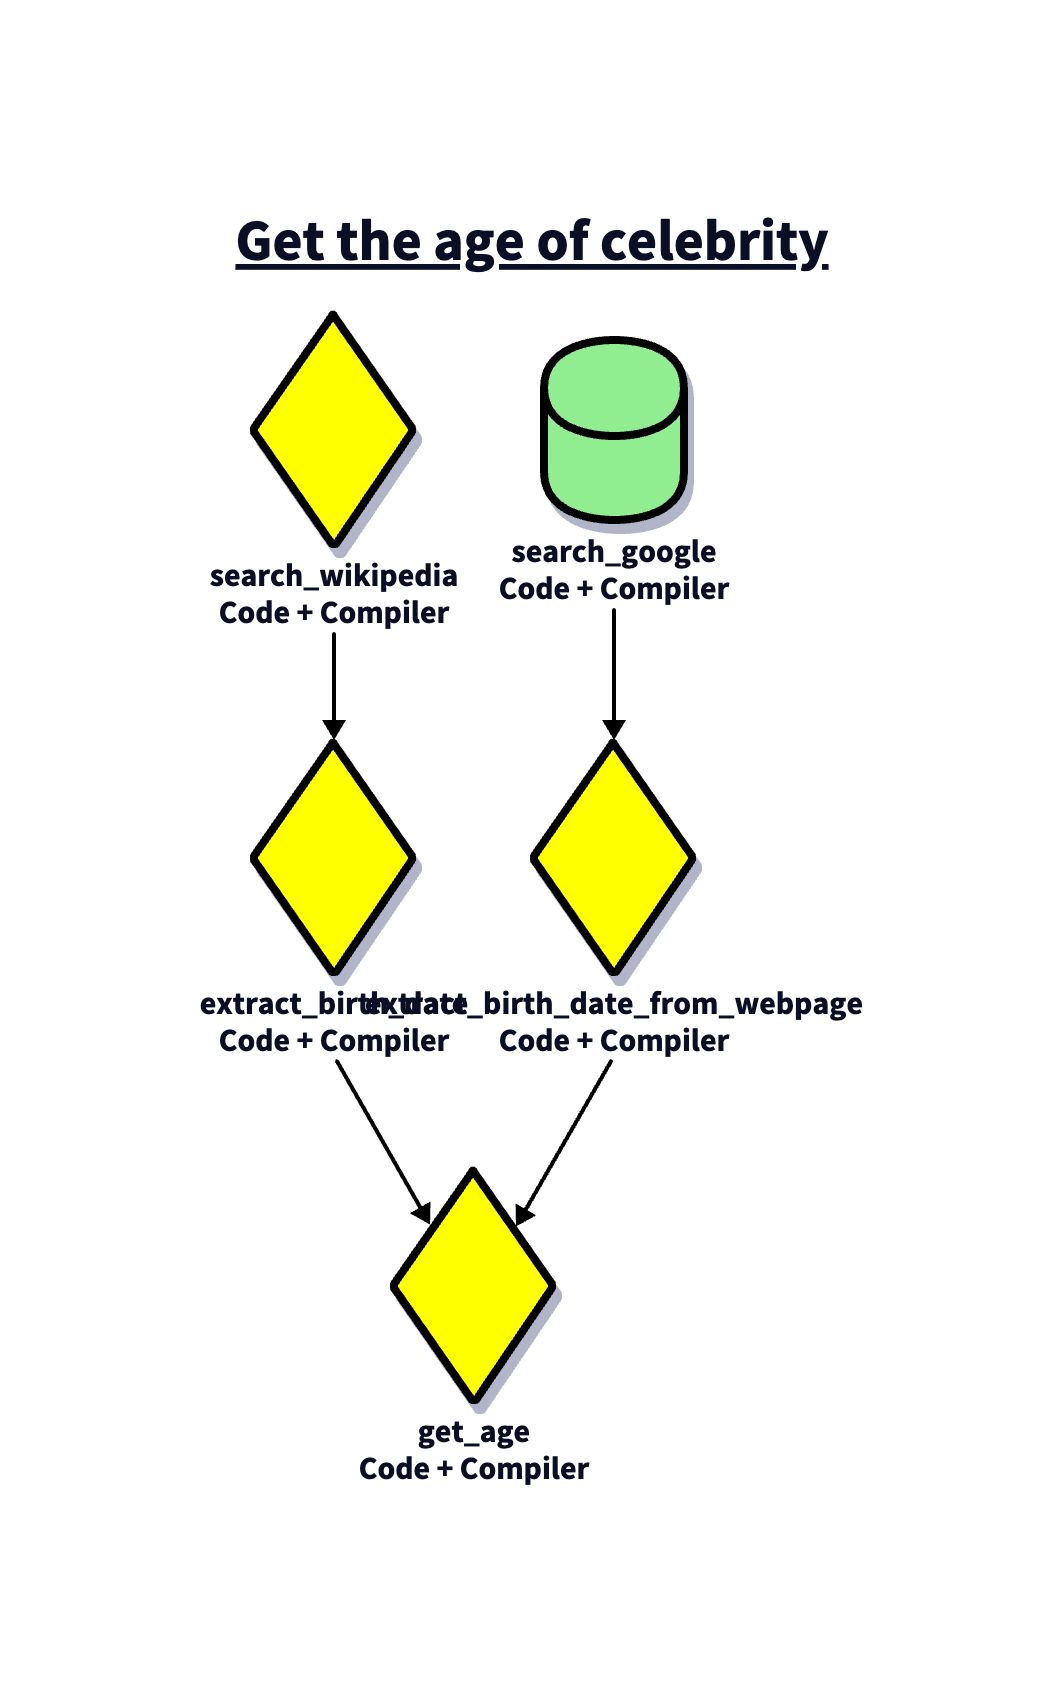 Get the age of celebrity
search_wikipedia
Code + Compiler
search_google
Code + Compiler
extract_birth_date
Code + Compiler
extract_birth_date_from_webpage
Code + Compiler
get_age
Code + Compiler